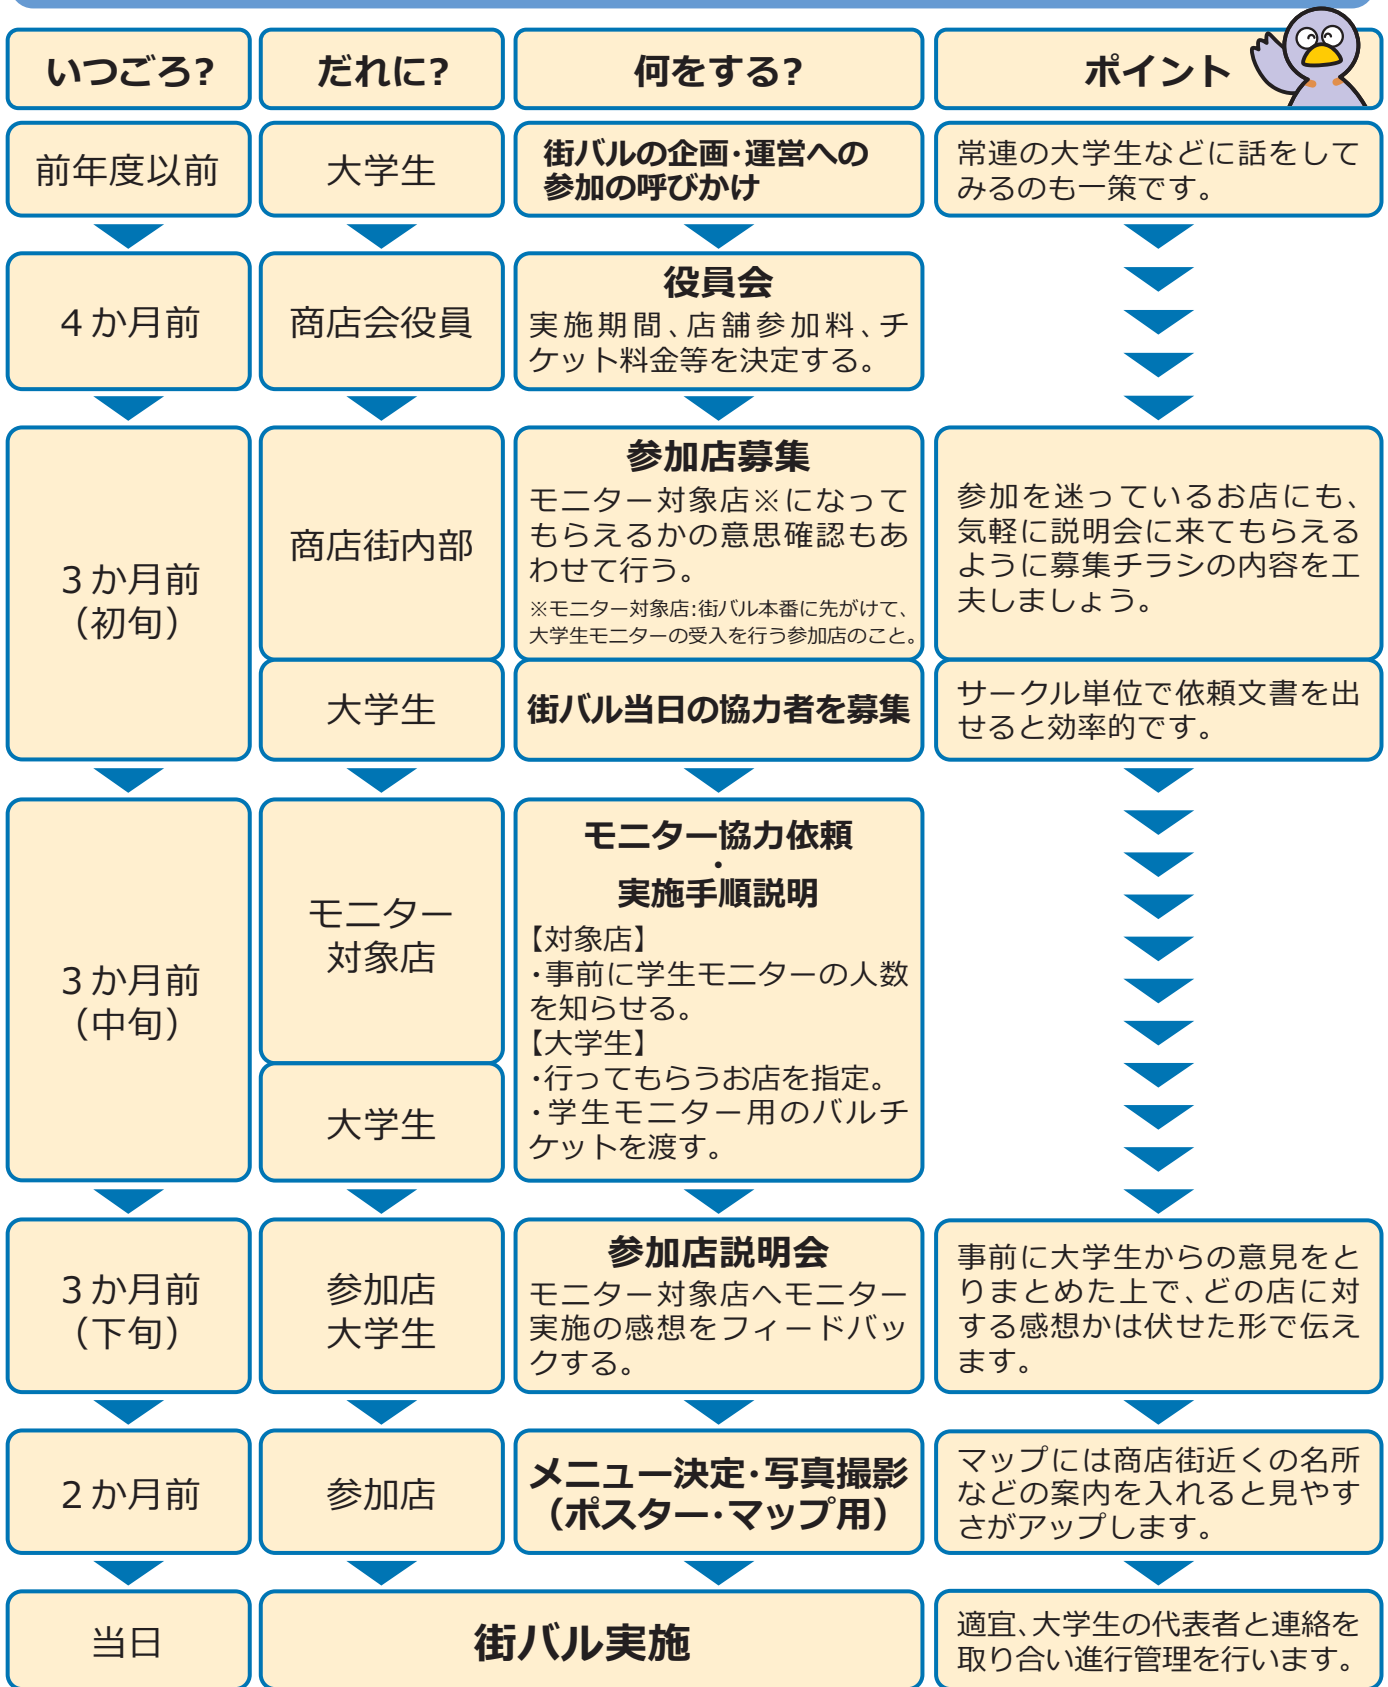 いつごろ?
だれに?
何をする?
ポイント
前年度以前
大学生
街バルの企画・運営への
参加の呼びかけ
常連の大学生などに話をして
みるのも一策です。
４か月前
商店会役員
役員会
実施期間、店舗参加料、チ
ケット料金等を決定する。
３か月前
（初旬）
商店街内部
参加店募集
モニター対象店※になって
もらえるかの意思確認もあ
わせて行う。
※モニター対象店:街バル本番に先がけて、
大学生モニターの受入を行う参加店のこと。
参加を迷っているお店にも、
気軽に説明会に来てもらえる
ように募集チラシの内容を工
夫しましょう。
大学生
街バル当日の協力者を募集
サークル単位で依頼文書を出
せると効率的です。
３か月前
（中旬）
モニター
対象店
大学生
モニター協力依頼
・
実施手順説明
【対象店】
・事前に学生モニターの人数
を知らせる。
【大学生】
・行ってもらうお店を指定。
・学生モニター用のバルチ
ケットを渡す。
３か月前
（下旬）
参加店
大学生
参加店説明会
モニター対象店へモニター
実施の感想をフィードバッ
クする。
事前に大学生からの意見をと
りまとめた上で、どの店に対
する感想かは伏せた形で伝え
ます。
２か月前
参加店
メニュー決定・写真撮影
（ポスター・マップ用）
マップには商店街近くの名所
などの案内を入れると見やす
さがアップします。
当日
街バル実施
適宜、大学生の代表者と連絡を
取り合い進行管理を行います。